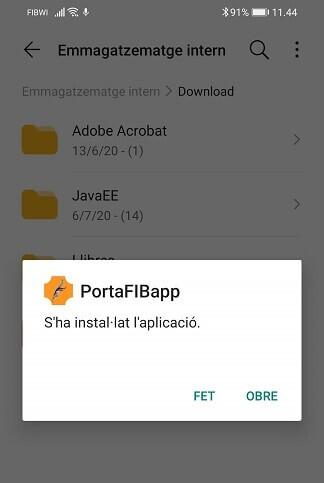 FIBWI 91% 11.44
Emmagatzematge intern
Emmagatzematge intern > Download
Adobe Acrobat
13/6/20 - (1)
JavaEE
6/7/20 - (14)
Llibres
PortaFIBapp
S'ha instal·lat l'aplicació.
FET OBRE